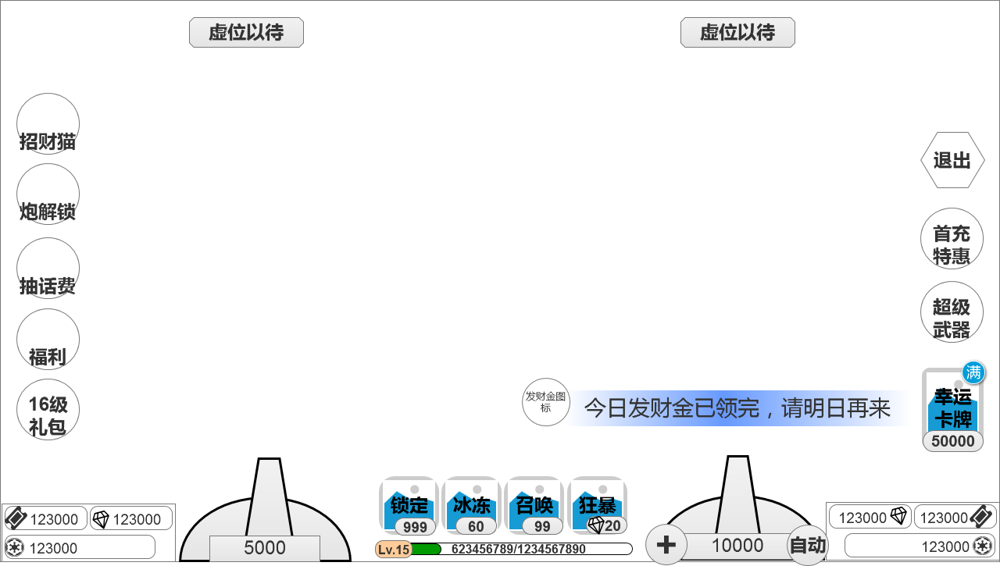 虚位以待
虚位以待
招财猫
炮解锁
抽话费
福利
16级
礼包
退出
首充
特惠
超级
武器
满
幸运
卡牌
50000
发财金图
标
今日发财金已领完，请明日再来
锁定
999
冰冻
60
召唤
99
狂暴
20
Lv.15
623456789/1234567890
123000
123000
123000
5000
10000
自动
123000
123000
123000